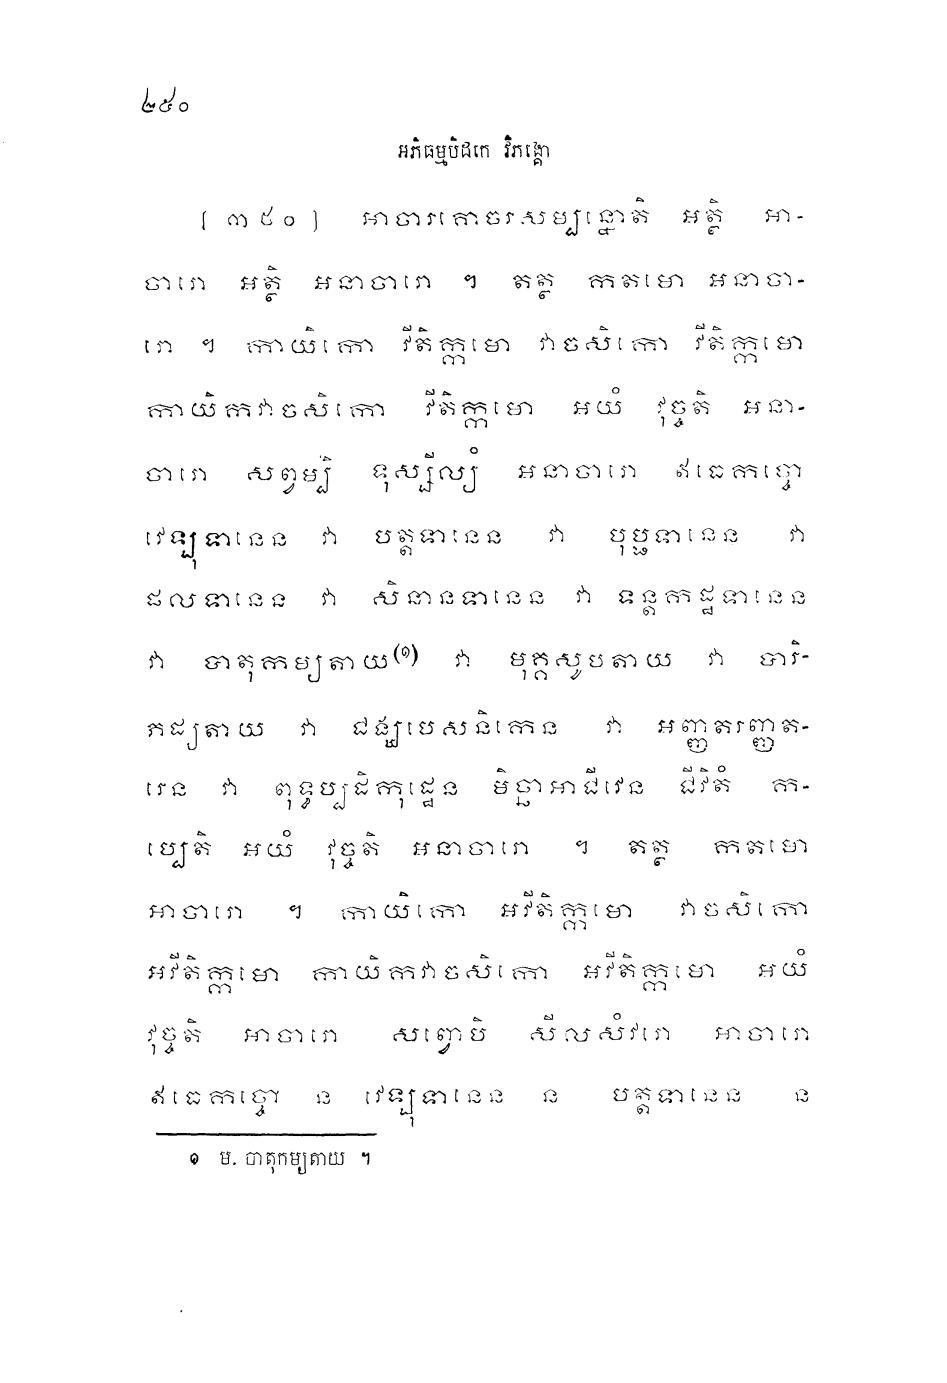 ២៥០
អភិធម្មបិដកេ វិភង្គោ
[៣៥០] អាចារគោចរសម្បន្នោតិ អត្ថិ អា-
ចារោ អត្ថិ អនាចារោ ។ តត្ថ កតមោ អនាចា-
រោ ។ កាយិកោ វីតិក្កមោ វាចសិកោ វីតិក្កមោ
កាយិកវាចសិកោ វីតិក្កមោ អយំ វុច្ចតិ អនា-
ចារោ សព្វម្បិ ទុស្សីល្យំ អនាចារោ ឥធេកច្ចោ
វេឡុទានេន វា បត្តទានេន វា បុប្ផទានេន វា
ផលទានេន វា សិនានទានេន វា ទន្តកដ្ឋទានេន
វា ចាតុកម្យតាយ(១) វា មុគ្គសូបតាយ វា បារិ-
ភដ្យតាយ វា ជង្ឃបេសនិកេន វា អញ្ញតរញ្ញត-
រេន វា ពុទ្ធប្បដិកុដ្ឋេន មិច្ឆាអាជីវេន ជីវិតំ ក-
ប្បេតិ អយំ វុច្ចតិ អនាចារោ ។ តត្ថ កតមោ
អាចារោ ។ កាយិកោ អវីតិក្កមោ វាចសិកោ
អវីតិក្កមោ កាយិកវាចសិកោ អវីតិក្កមោ អយំ
វុច្ចតិ អាចារោ សព្វោបិ សីលសំវរោ អាចារោ
ឥធេកច្ចោ ន វេឡុទានេន ន បត្តទានេន ន
១ ម. បាតុកម្យតាយ ។